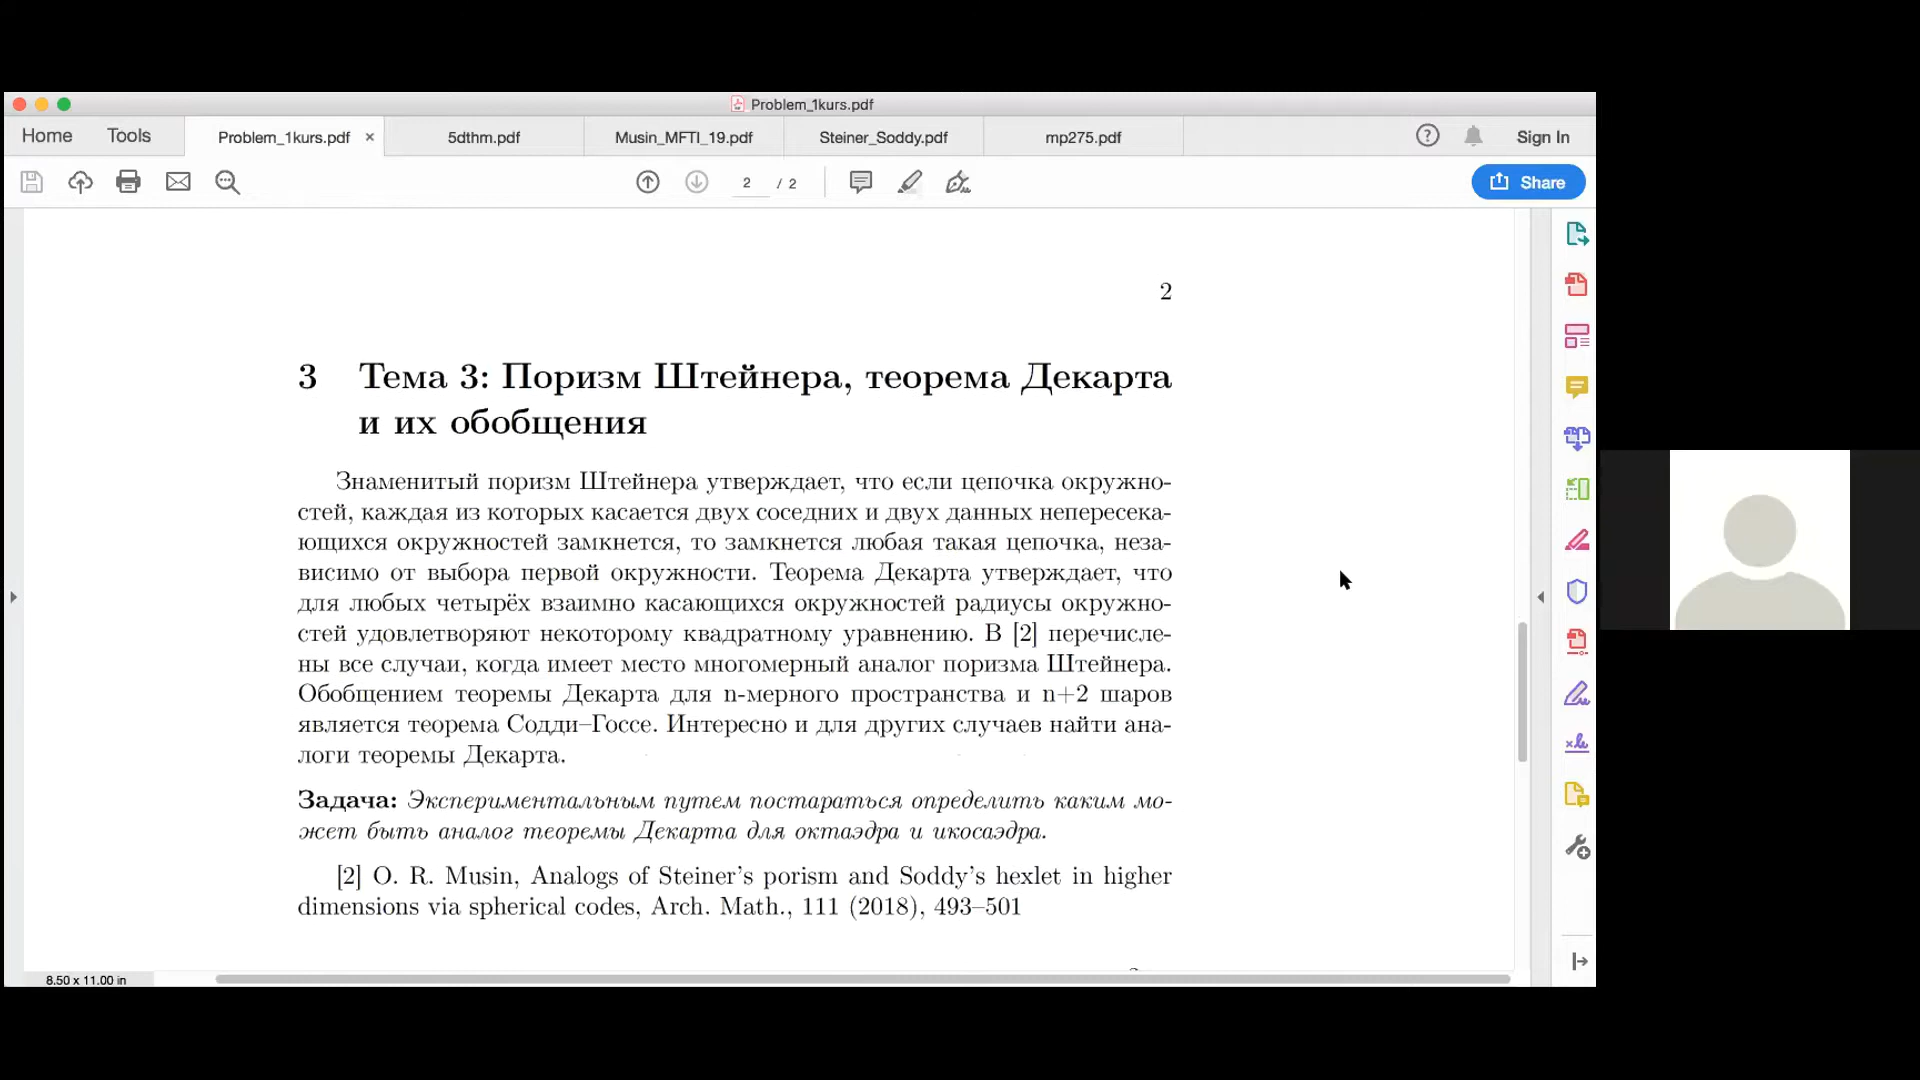 Problem_1kurs.pdf
Home Tools Problem_1kurs.pdf × 5dthm.pdf Musin_MFTI_19.pdf Steiner_Soddy.pdf mp275.pdf ? Sign In
2 / 2 Share
2
3 Тема 3: Поризм Штейнера, теорема Декарта
и их обобщения
Знаменитый поризм Штейнера утверждает, что если цепочка окружно-
стей, каждая из которых касается двух соседних и двух данных непересека-
ющихся окружностей замкнется, то замкнется любая такая цепочка, неза-
висимо от выбора первой окружности. Теорема Декарта утверждает, что
для любых четырёх взаимно касающихся окружностей радиусы окружно-
стей удовлетворяют некоторому квадратному уравнению. В [2] перечисле-
ны все случаи, когда имеет место многомерный аналог поризма Штейнера.
Обобщением теоремы Декарта для n-мерного пространства и n+2 шаров
является теорема Содди–Госсе. Интересно и для других случаев найти ана-
логи теоремы Декарта.
Задача: Экспериментальным путем постараться определить каким мо-
жет быть аналог теоремы Декарта для октаэдра и икосаэдра.
[2] O. R. Musin, Analogs of Steiner's porism and Soddy's hexlet in higher
dimensions via spherical codes, Arch. Math., 111 (2018), 493–501
8.50 x 11.00 in